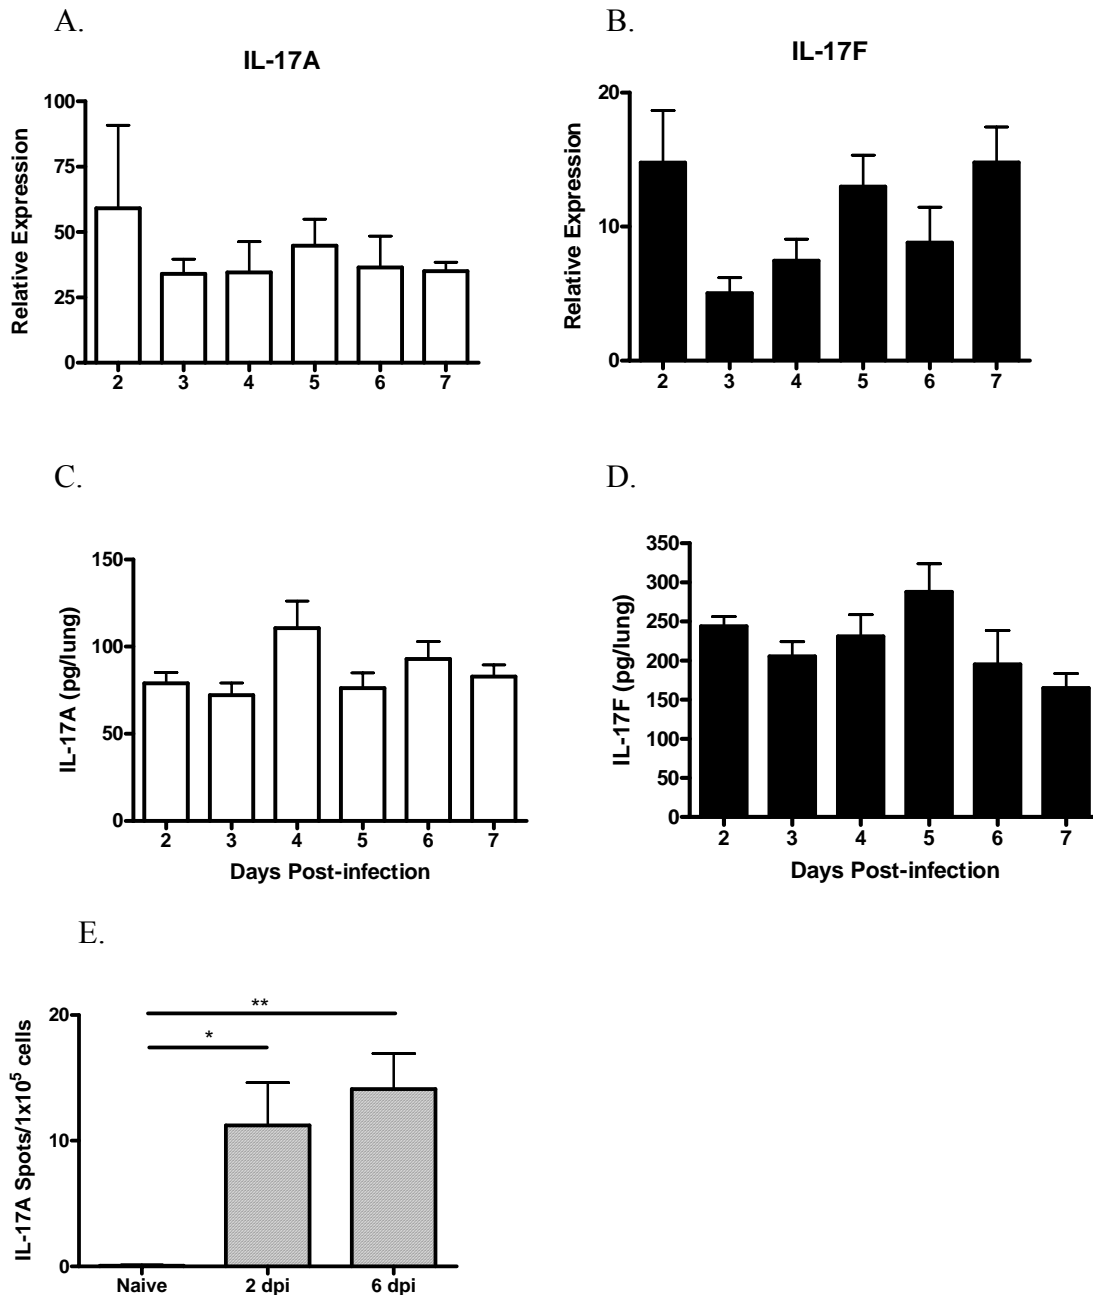 A.
IL-17A
Relative Expression
100
75
50
25
0
2 3 4 5 6 7
B.
IL-17F
Relative Expression
20
10
0
2 3 4 5 6 7
C.
IL-17A (pg/lung)
150
100
50
0
2 3 4 5 6 7
Days Post-infection
D.
IL-17F (pg/lung)
350
300
250
200
150
100
50
0
2 3 4 5 6 7
Days Post-infection
E.
IL-17A Spots/1x10⁵ cells
20
10
0
**
*
Naive 2 dpi 6 dpi